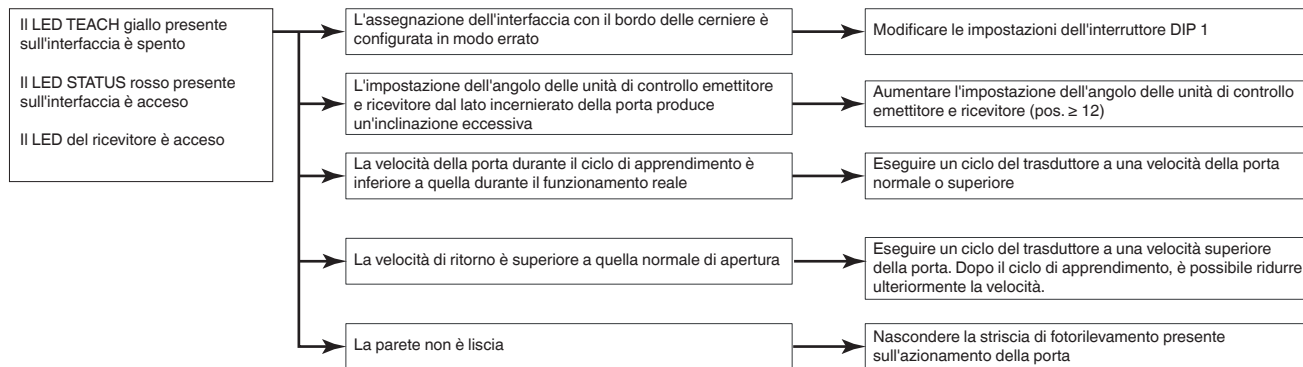 Il LED TEACH giallo presente
sull'interfaccia è spento
Il LED STATUS rosso presente
sull'interfaccia è acceso
Il LED del ricevitore è acceso
L'assegnazione dell'interfaccia con il bordo delle cerniere è
configurata in modo errato
Modificare le impostazioni dell'interruttore DIP 1
L'impostazione dell'angolo delle unità di controllo emettitore
e ricevitore dal lato incernierato della porta produce
un'inclinazione eccessiva
Aumentare l'impostazione dell'angolo delle unità di controllo
emettitore e ricevitore (pos. ≥ 12)
La velocità della porta durante il ciclo di apprendimento è
inferiore a quella durante il funzionamento reale
Eseguire un ciclo del trasduttore a una velocità della porta
normale o superiore
La velocità di ritorno è superiore a quella normale di apertura
Eseguire un ciclo del trasduttore a una velocità superiore
della porta. Dopo il ciclo di apprendimento, è possibile ridurre
ulteriormente la velocità.
La parete non è liscia
Nascondere la striscia di fotorilevamento presente
sull'azionamento della porta